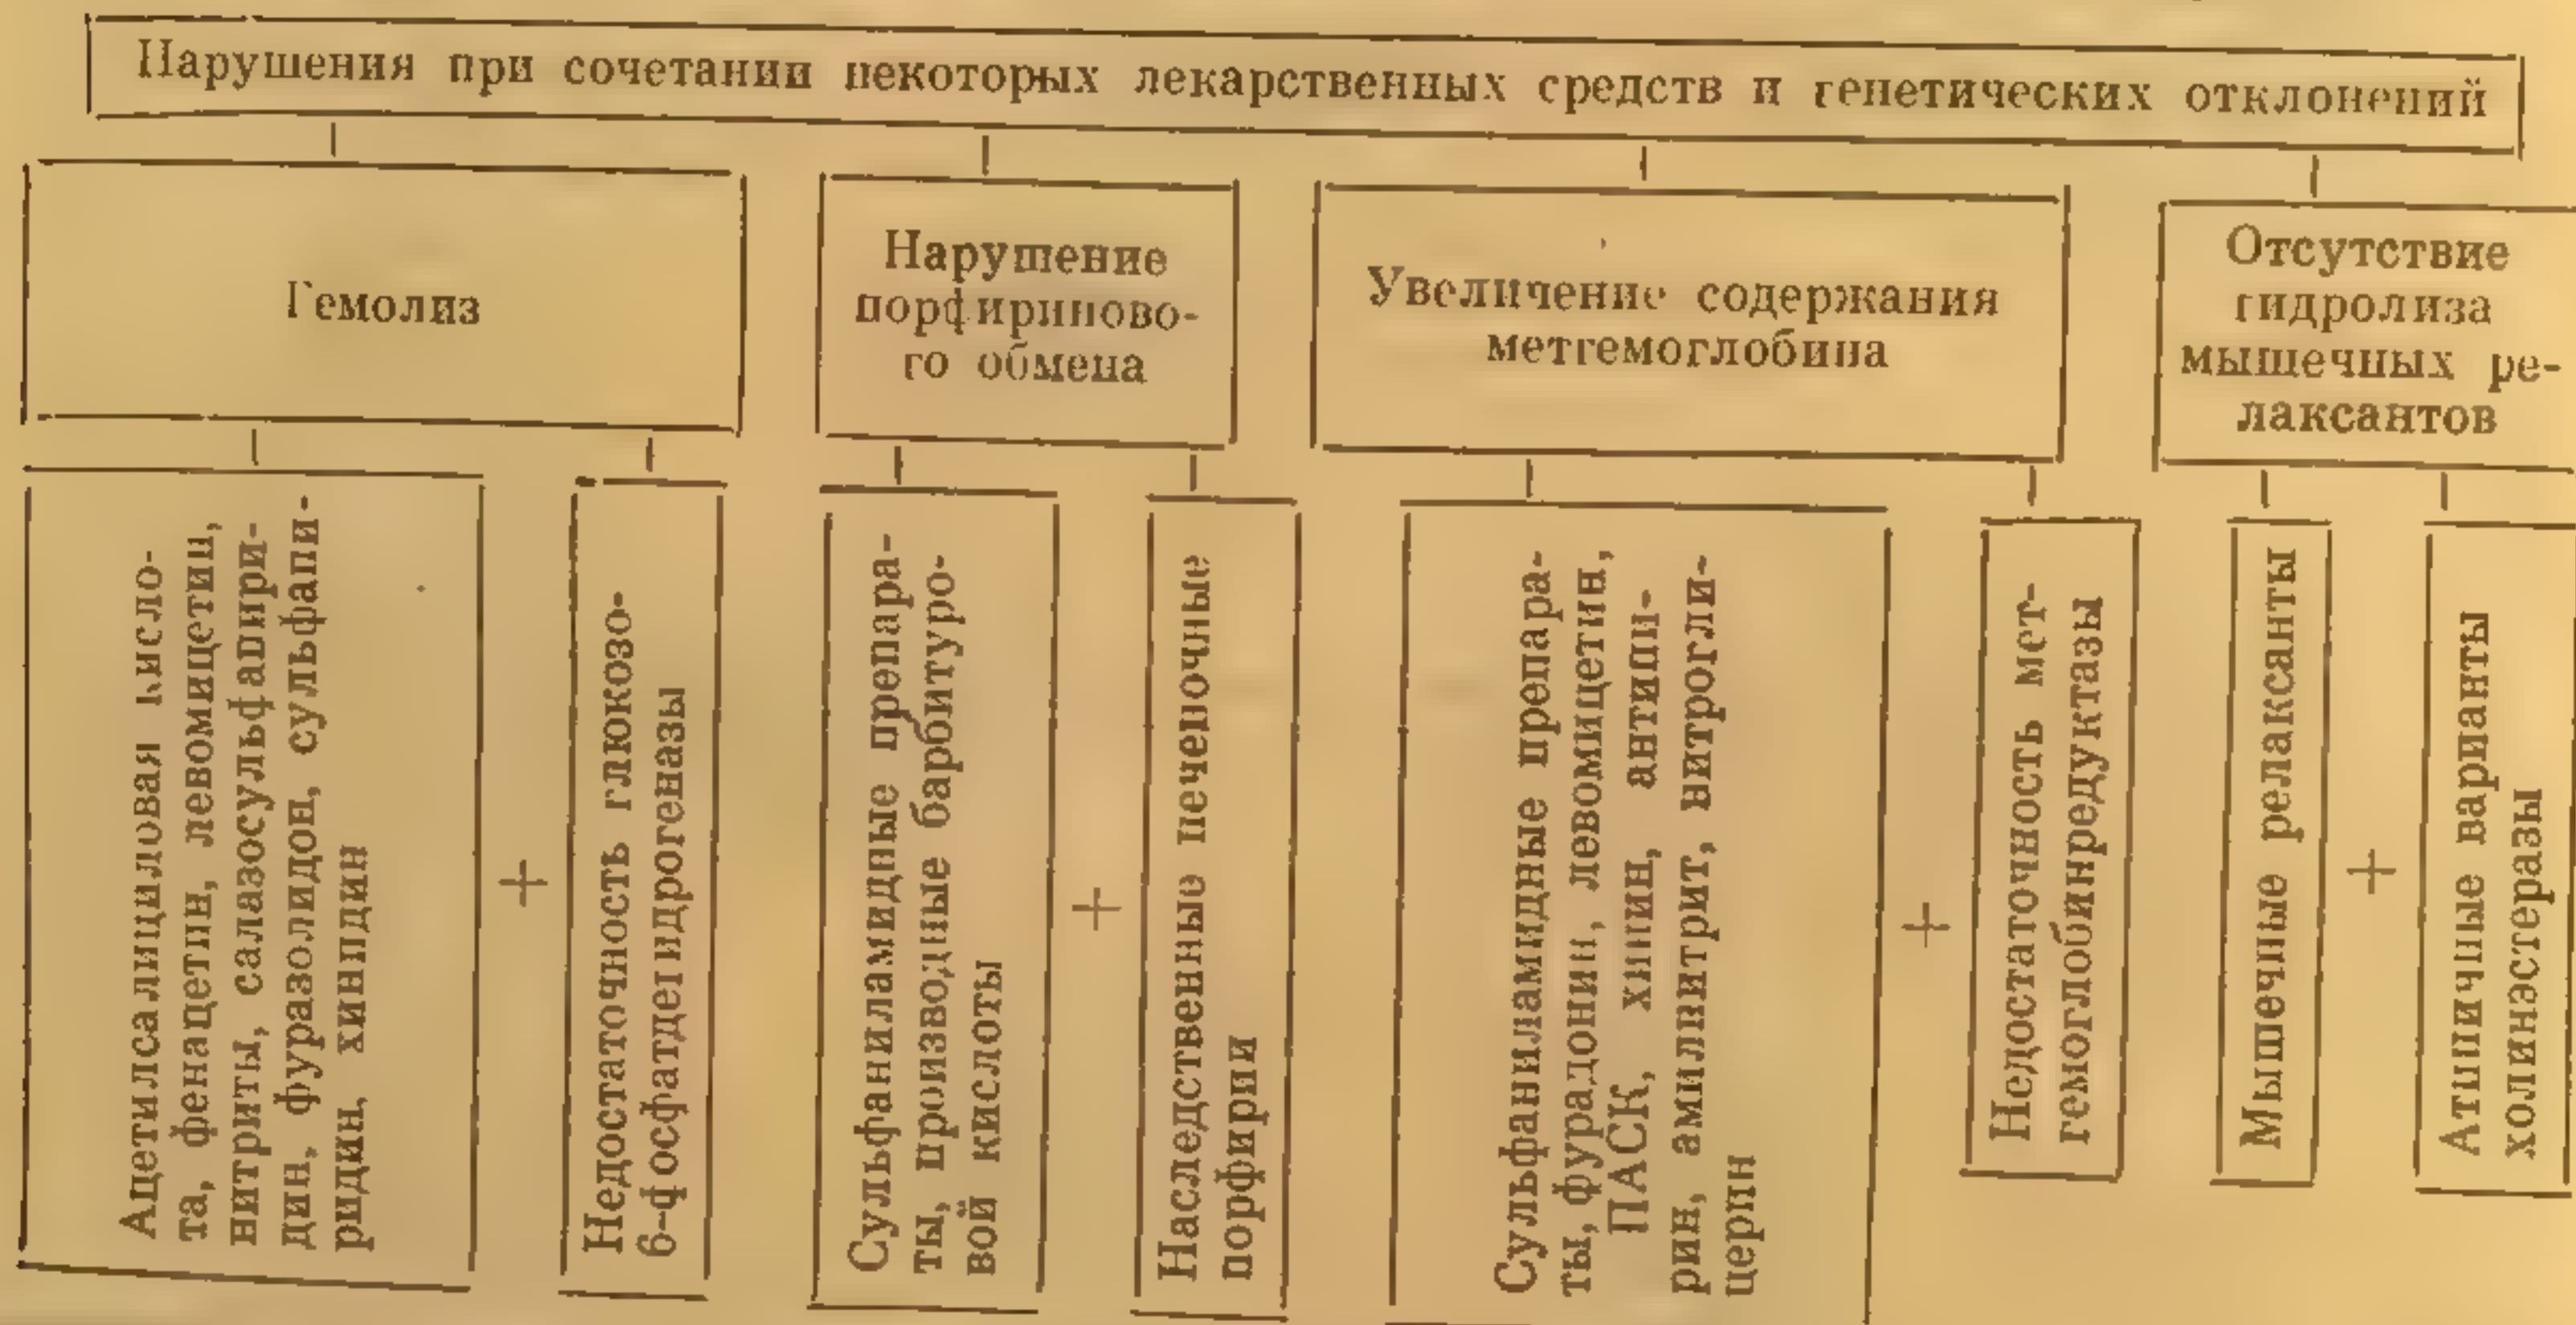 Нарушения при сочетании некоторых лекарственных средств и генетических отклонений
Гемолиз
Нарушение
порфириново-
го обмена
Увеличение содержания
метгемоглобина
Отсутствие
гидролиза
мышечных ре-
лаксантов
Ацетилсалициловая кисло-
та, фенацетин, левомицетин,
нитриты, салазосульфапири-
дин, фуразолидон, сульфапи-
ридин, хинидин
+
Недостаточность глюкозо-
6-фосфатдегидрогеназы
Сульфаниламидные препара-
ты, производные барбитуро-
вой кислоты
+
Наследственные печеночные
порфирии
Сульфаниламидные препара-
ты, фурадонин, левомицетин,
ПАСК, хинин, антипи-
рин, амилнитрит, нитрогли-
церин
+
Недостаточность мет-
гемоглобинредуктазы
Мышечные релаксанты
+
Атипичные варианты
холинэстеразы